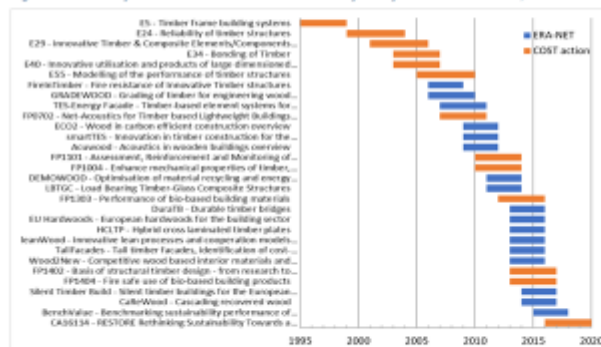 E5 - Timber frame building systems
E24 - Reliability of timber structures
E29 - Innovative Timber & Composite Elements/Components...
E34 - Bonding of Timber
E40 - Innovative utilisation and products of large dimensioned...
E55 - Modelling of the performance of timber structures
FireInTimber - Fire resistance of Innovative Timber structures
GRADEWOOD - Grading of timber for engineering wood...
TES-Energy Facade - Timber-based element systems for...
FP0702 - Net-Acoustics for Timber based Lightweight Buildings...
ECO2 - Wood in carbon efficient construction overview
smartTES - Innovation in timber construction for the...
Acuwood - Acoustics in wooden buildings overview
FP1101 - Assessment, Reinforcement and Monitoring of...
FP1004 - Enhance mechanical properties of timber,...
DEMOWOOD - Optimisation of material recycling and energy...
LBTGC - Load Bearing Timber-Glass Composite Structures
FP1303 - Performance of bio-based building materials
DuraTB - Durable timber bridges
EU Hardwoods - European hardwoods for the building sector
HCLTP - Hybrid cross laminated timber plates
leanWood - Innovative lean processes and cooperation models...
TallFacades - Tall timber facades, identification of cost-...
Wood2New - Competitive wood based interior materials and...
FP1402 - Basis of structural timber design - from research to...
FP1404 - Fire safe use of bio-based building products
Silent Timber Build - Silent timber buildings for the European...
CaReWood - Cascading recovered wood
BenchValue - Benchmarking sustainability performance of...
CA16114 - RESTORE Rethinking Sustainability Towards a...
ERA-NET
COST action
1995 2000 2005 2010 2015 2020